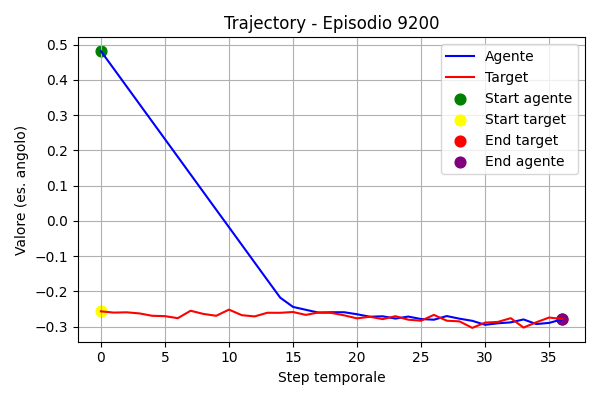 Trajectory - Episodio 9200
Valore (es. angolo)
0.5
0.4
0.3
0.2
0.1
0.0
−0.1
−0.2
−0.3
Agente
Target
Start agente
Start target
End target
End agente
0 5 10 15 20 25 30 35
Step temporale